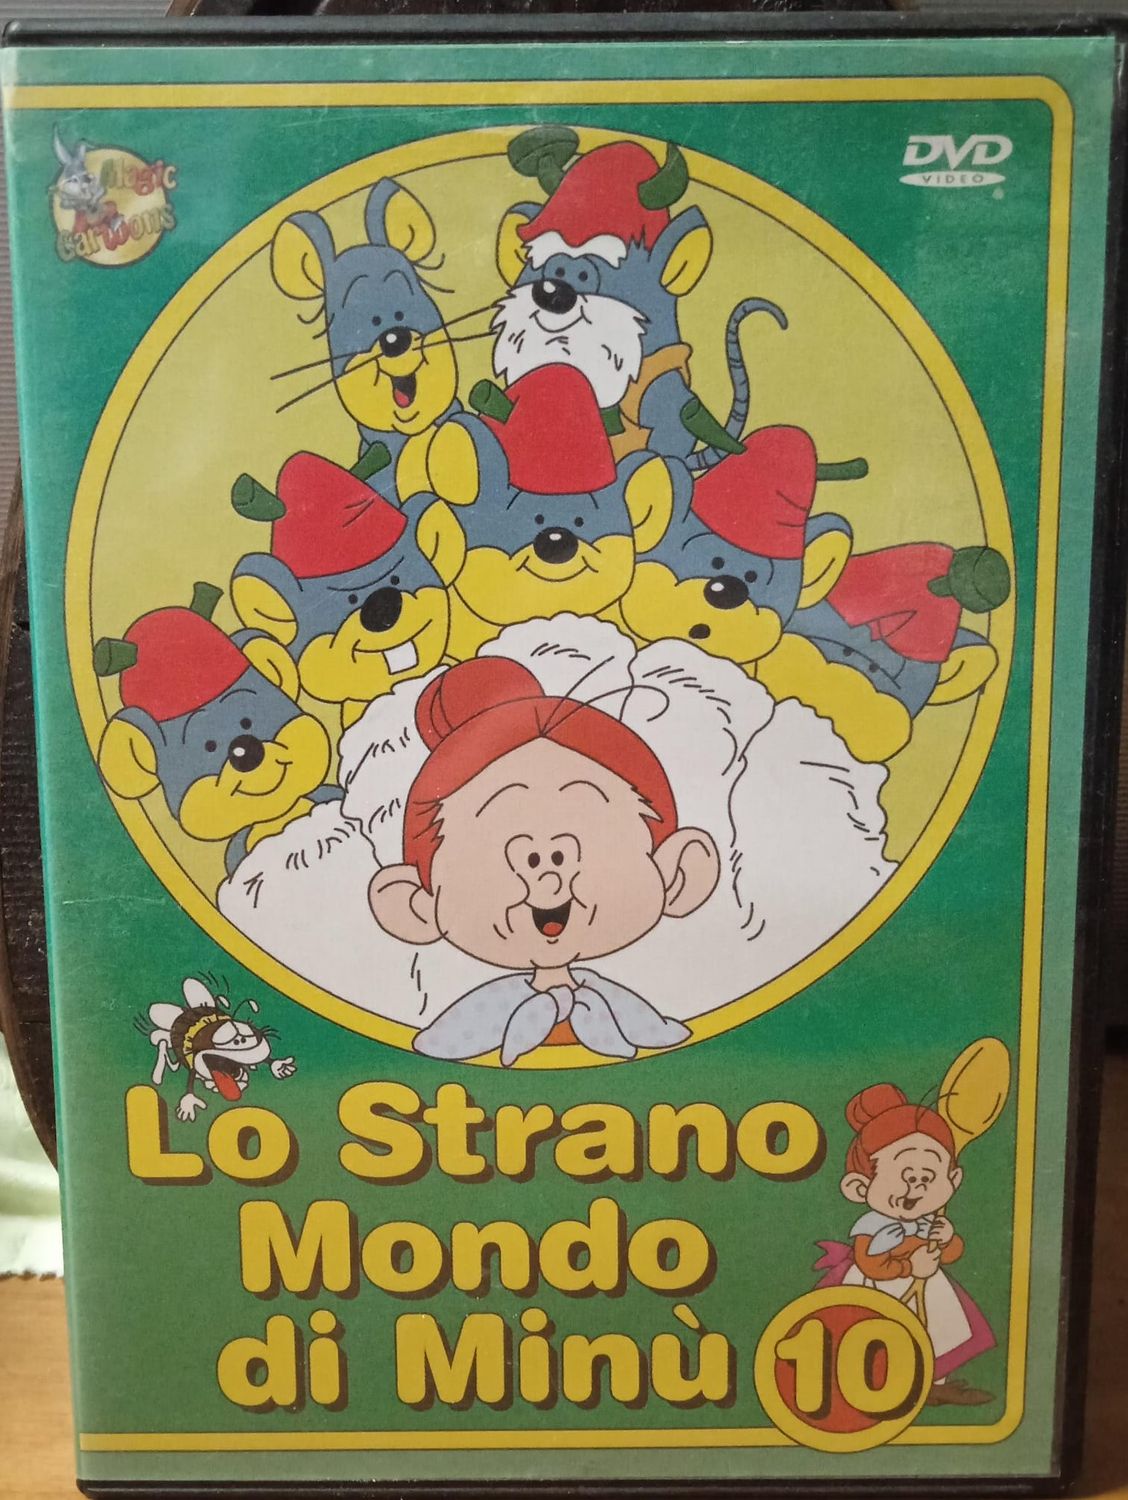 Magic
Cartoons
DVD
VIDEO
Lo Strano
Mondo
di Minù
10